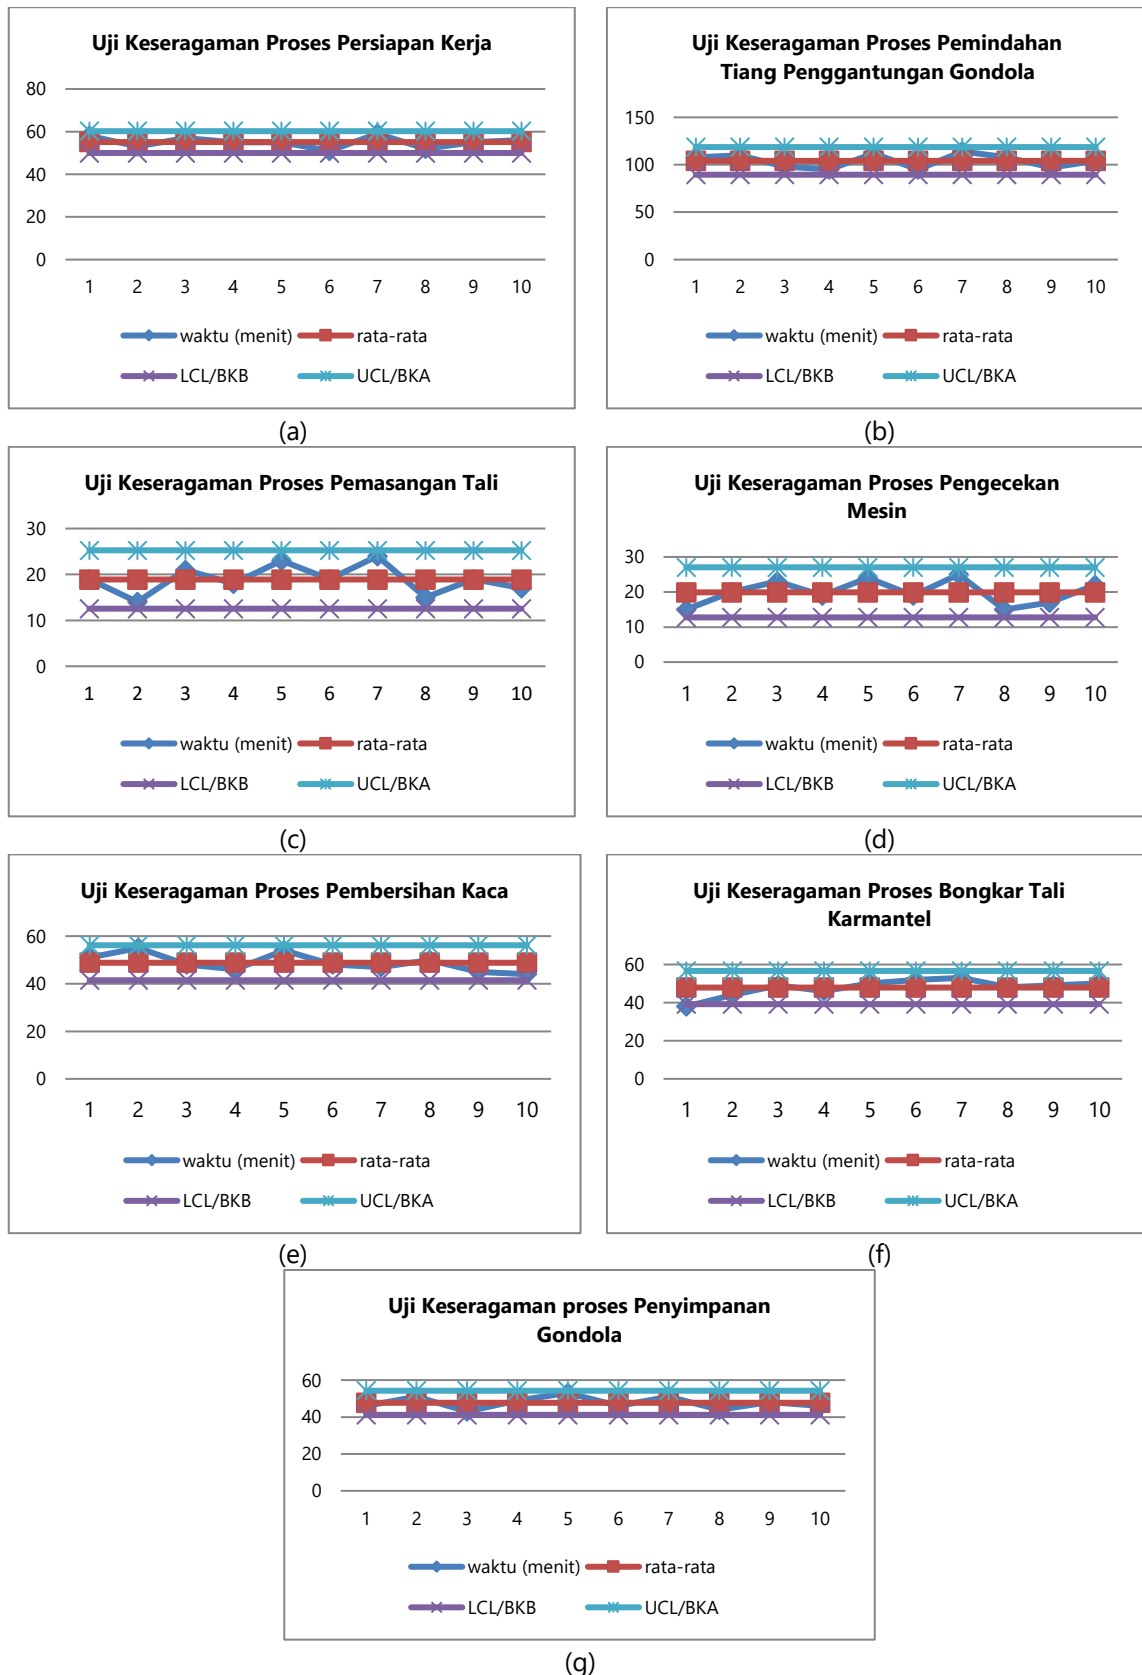 Uji Keseragaman Proses Persiapan Kerja
80
60
40
20
0
1 2 3 4 5 6 7 8 9 10
waktu (menit) rata-rata
LCL/BKB UCL/BKA
(a)
Uji Keseragaman Proses Pemindahan
Tiang Penggantungan Gondola
150
100
50
0
1 2 3 4 5 6 7 8 9 10
waktu (menit) rata-rata
LCL/BKB UCL/BKA
(b)
Uji Keseragaman Proses Pemasangan Tali
30
20
10
0
1 2 3 4 5 6 7 8 9 10
waktu (menit) rata-rata
LCL/BKB UCL/BKA
(c)
Uji Keseragaman Proses Pengecekan
Mesin
30
20
10
0
1 2 3 4 5 6 7 8 9 10
waktu (menit) rata-rata
LCL/BKB UCL/BKA
(d)
Uji Keseragaman Proses Pembersihan Kaca
60
40
20
0
1 2 3 4 5 6 7 8 9 10
waktu (menit) rata-rata
LCL/BKB UCL/BKA
(e)
Uji Keseragaman Proses Bongkar Tali
Karmantel
60
40
20
0
1 2 3 4 5 6 7 8 9 10
waktu (menit) rata-rata
LCL/BKB UCL/BKA
(f)
Uji Keseragaman proses Penyimpanan
Gondola
60
40
20
0
1 2 3 4 5 6 7 8 9 10
waktu (menit) rata-rata
LCL/BKB UCL/BKA
(g)